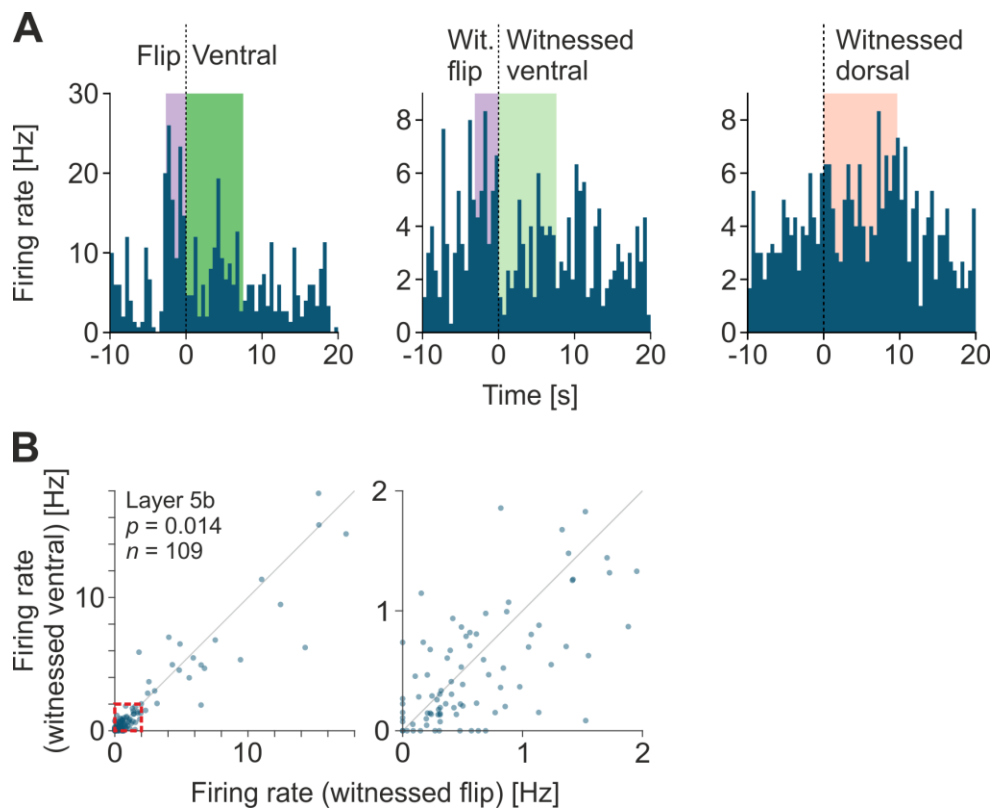 A
Flip Ventral
Wit. flip
Witnessed ventral
Witnessed dorsal
Firing rate [Hz]
30
20
10
0
-10 0 10 20
8
6
4
2
0
-10 0 10 20
8
6
4
2
0
-10 0 10 20
Time [s]
B
Firing rate
(witnessed ventral) [Hz]
Layer 5b
p = 0.014
n = 109
10
0
0 10
2
1
0
0 1 2
Firing rate (witnessed flip) [Hz]